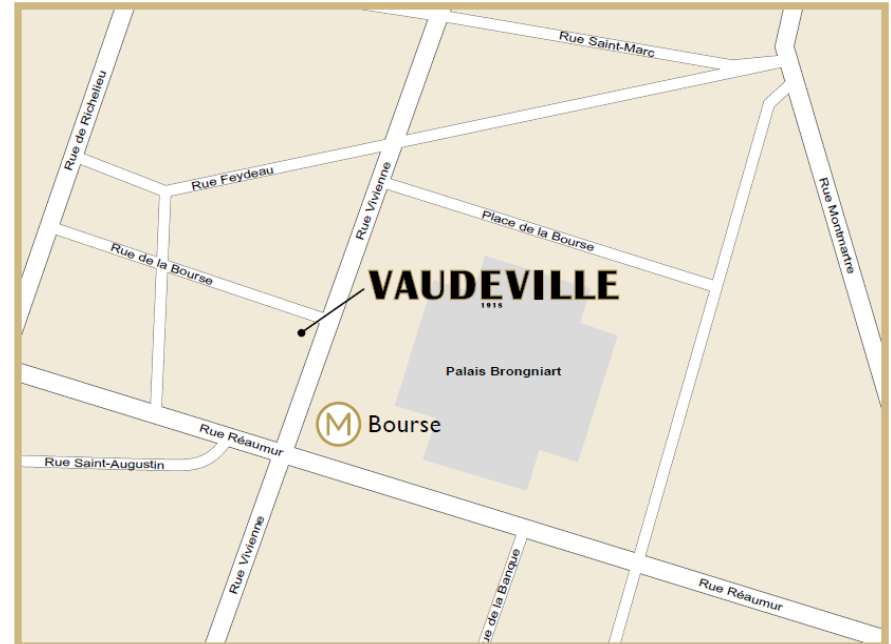 Rue Saint-Marc
Rue de Richelieu
Rue Feydeau
Rue Vivienne
Rue Montmartre
Place de la Bourse
Rue de la Bourse
VAUDEVILLE
1918
Palais Brongniart
M Bourse
Rue Réaumur
Rue Saint-Augustin
Rue Vivienne
ue de la Banque
Rue Réaumur